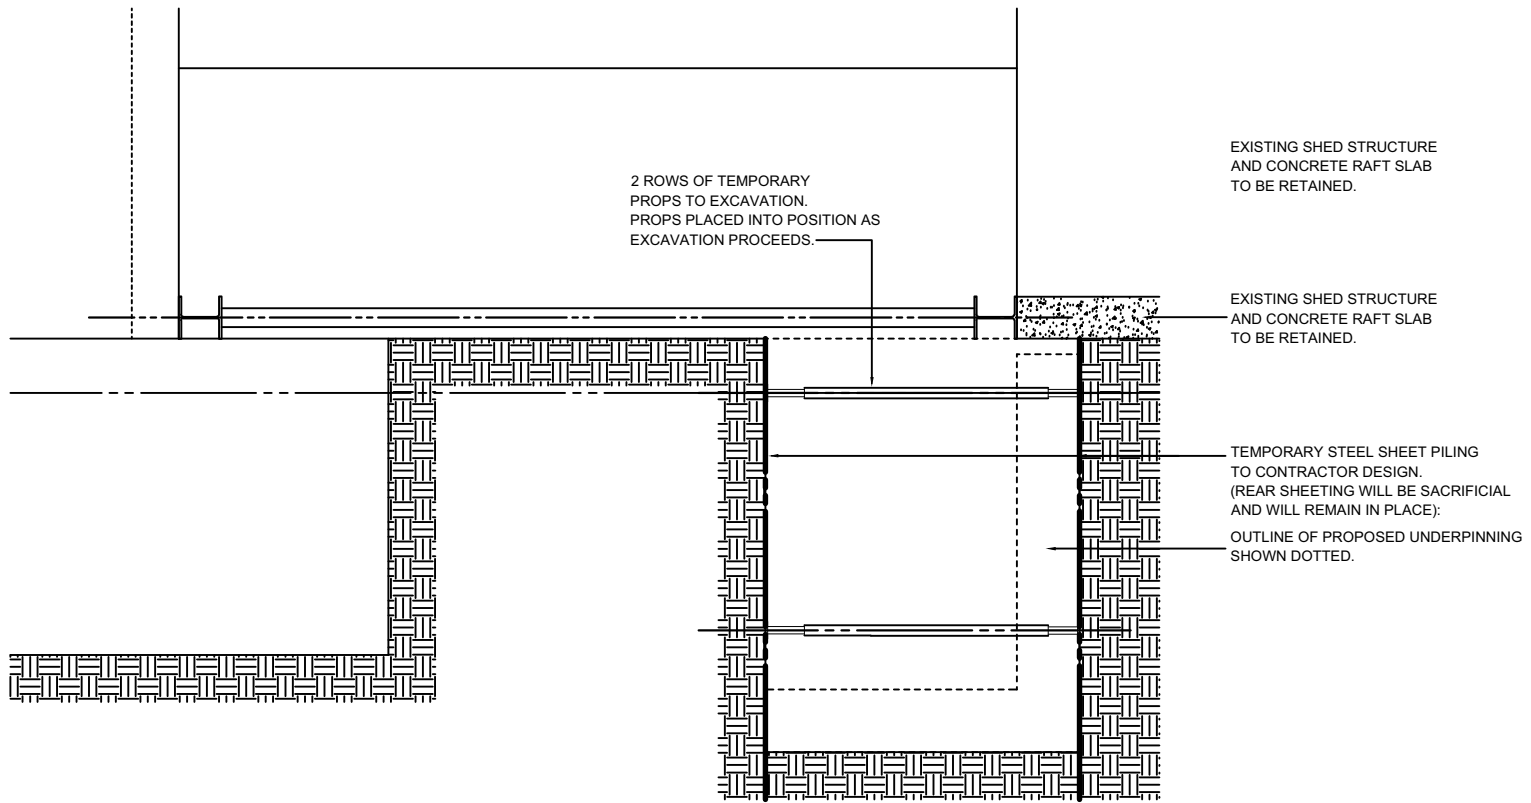 EXISTING SHED STRUCTURE
AND CONCRETE RAFT SLAB
TO BE RETAINED.
2 ROWS OF TEMPORARY
PROPS TO EXCAVATION.
PROPS PLACED INTO POSITION AS
EXCAVATION PROCEEDS.
EXISTING SHED STRUCTURE
AND CONCRETE RAFT SLAB
TO BE RETAINED.
TEMPORARY STEEL SHEET PILING
TO CONTRACTOR DESIGN.
(REAR SHEETING WILL BE SACRIFICIAL
AND WILL REMAIN IN PLACE):
OUTLINE OF PROPOSED UNDERPINNING
SHOWN DOTTED.